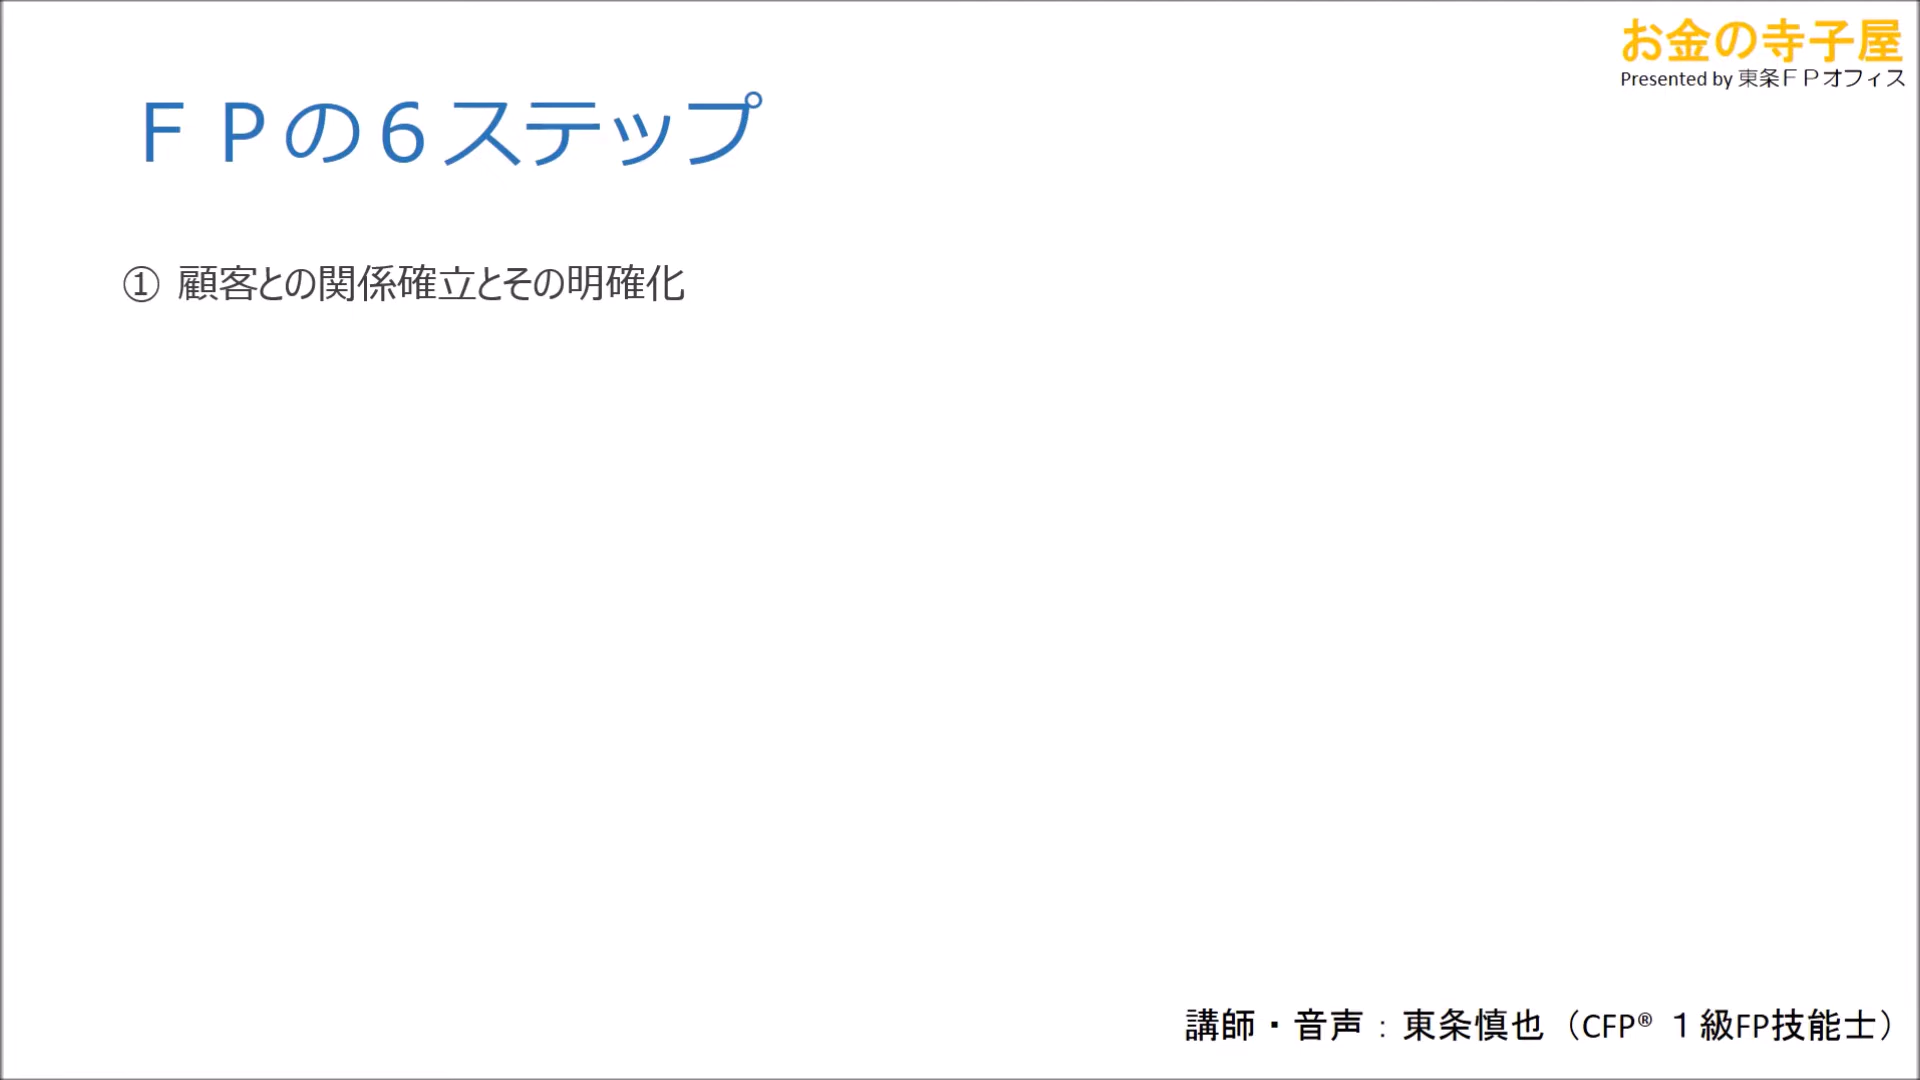 お金の寺子屋
Presented by 東条ＦＰオフィス
ＦＰの６ステップ
① 顧客との関係確立とその明確化
講師・音声：東条慎也（CFP® １級FP技能士）